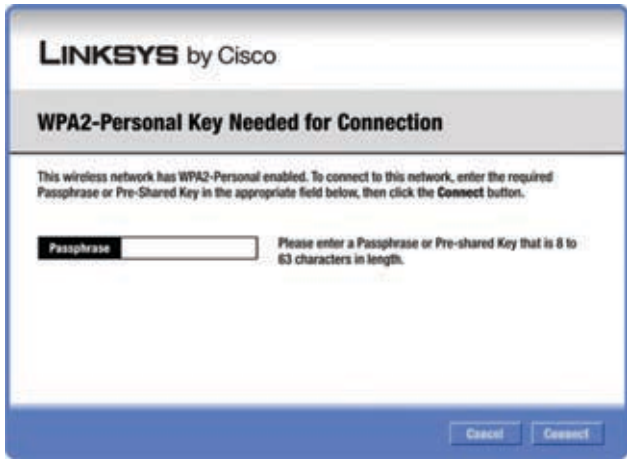 LINKSYS by Cisco
WPA2-Personal Key Needed for Connection
This wireless network has WPA2-Personal enabled. To connect to this network, enter the required
Passphrase or Pre-Shared Key in the appropriate field below, then click the Connect button.
Passphrase
Please enter a Passphrase or Pre-shared Key that is 8 to
63 characters in length.
Cancel
Connect